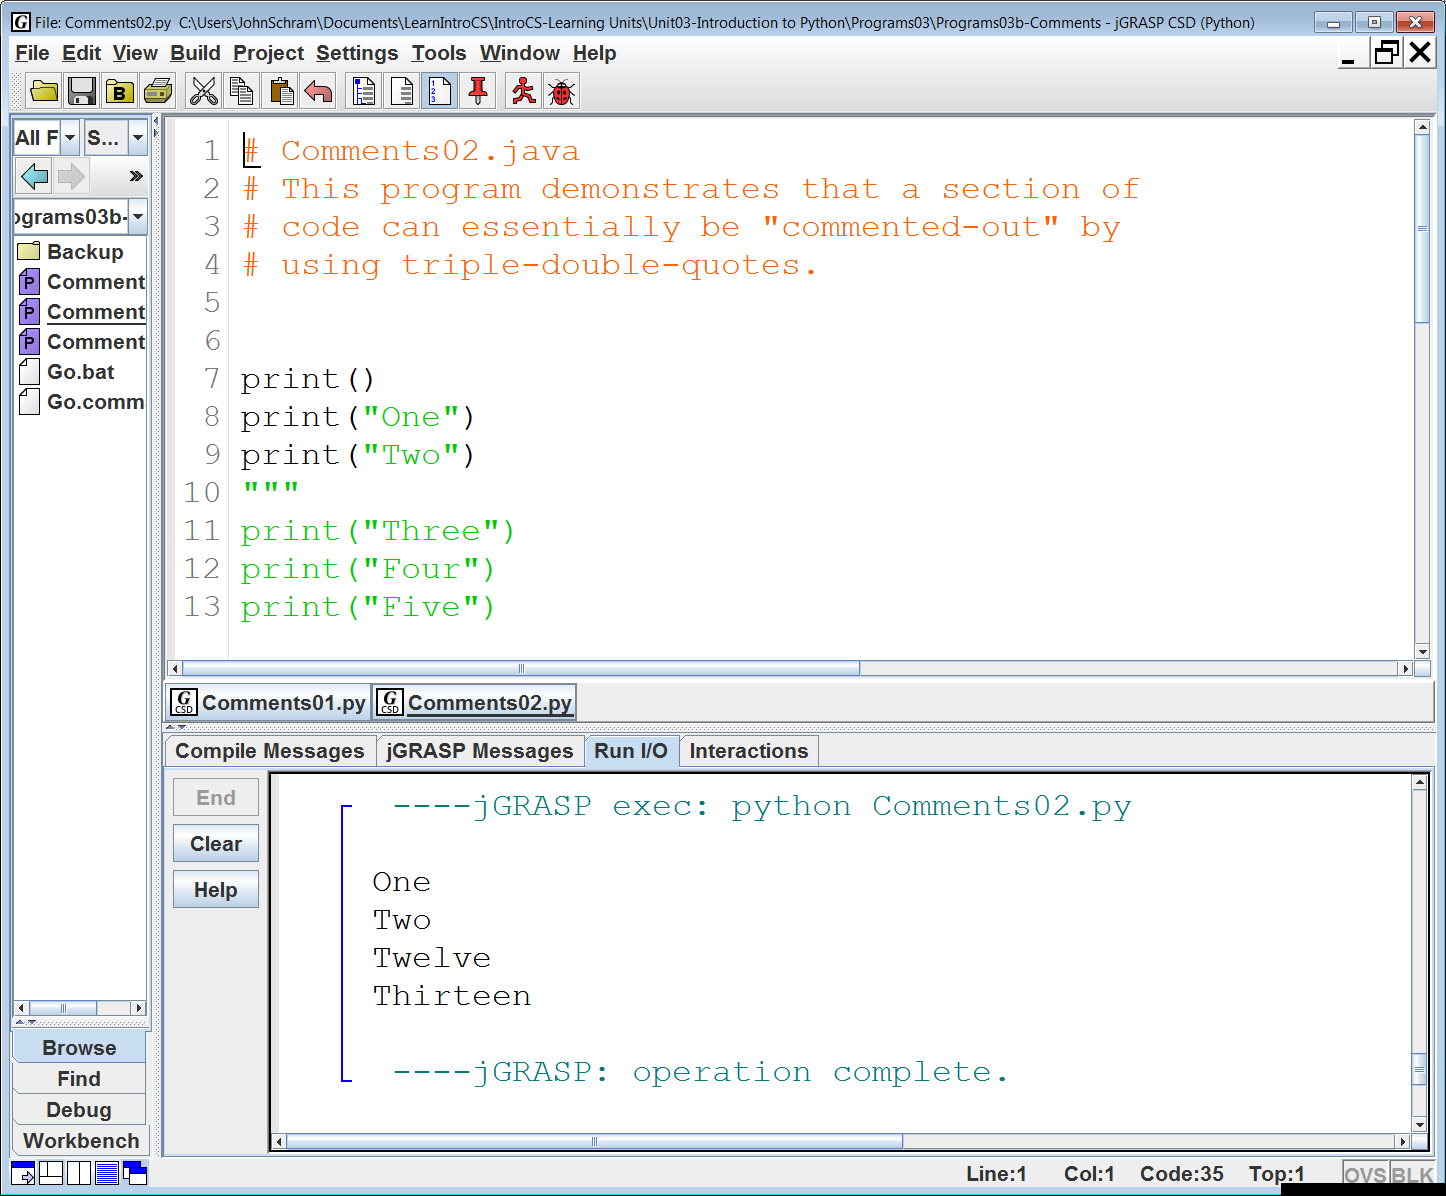 File: Comments02.py  C:\Users\JohnSchram\Documents\LearnIntroCS\IntroCS-Learning Units\Unit03-Introduction to Python\Programs03\Programs03b-Comments - jGRASP CSD (Python)
File Edit View Build Project Settings Tools Window Help
All F S...
ograms03b-
Backup
Comment
Comment
Comment
Go.bat
Go.comm
Browse
Find
Debug
Workbench
1 # Comments02.java
2 # This program demonstrates that a section of
3 # code can essentially be "commented-out" by
4 # using triple-double-quotes.
5
6
7 print()
8 print("One")
9 print("Two")
10 """
11 print("Three")
12 print("Four")
13 print("Five")
Comments01.py Comments02.py
Compile Messages jGRASP Messages Run I/O Interactions
End
Clear
Help
----jGRASP exec: python Comments02.py
One
Two
Twelve
Thirteen
----jGRASP: operation complete.
Line:1 Col:1 Code:35 Top:1 OVS BLK